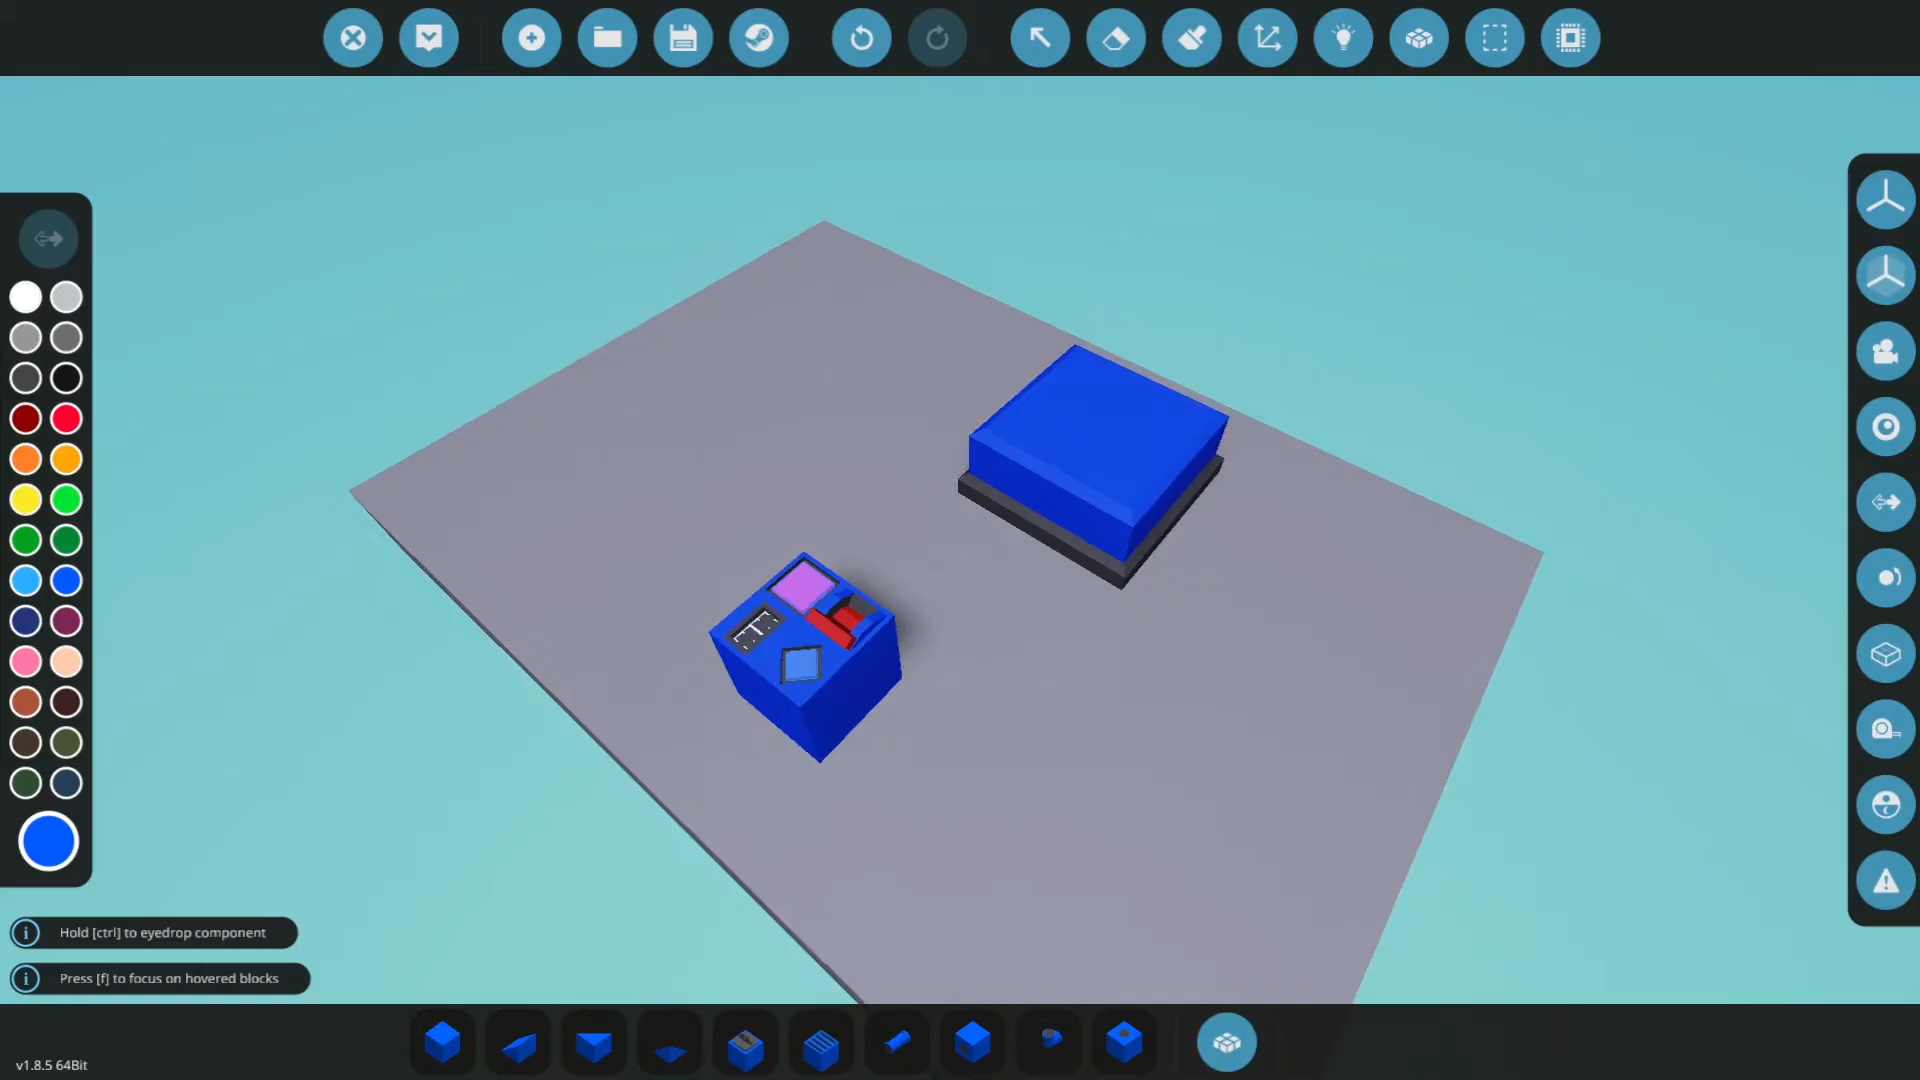 Hold [ctrl] to eyedrop component
Press [f] to focus on hovered blocks
v1.8.5 64Bit